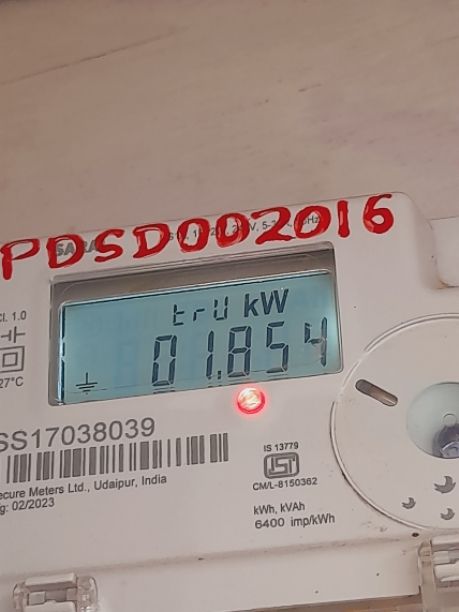 PDSD002016
Cl. 1.0
trU kW
01.854
27°C
SS17038039
IS 13779
CM/L-8150362
ecure Meters Ltd., Udaipur, India
g: 02/2023
kWh, kVAh
6400 imp/kWh